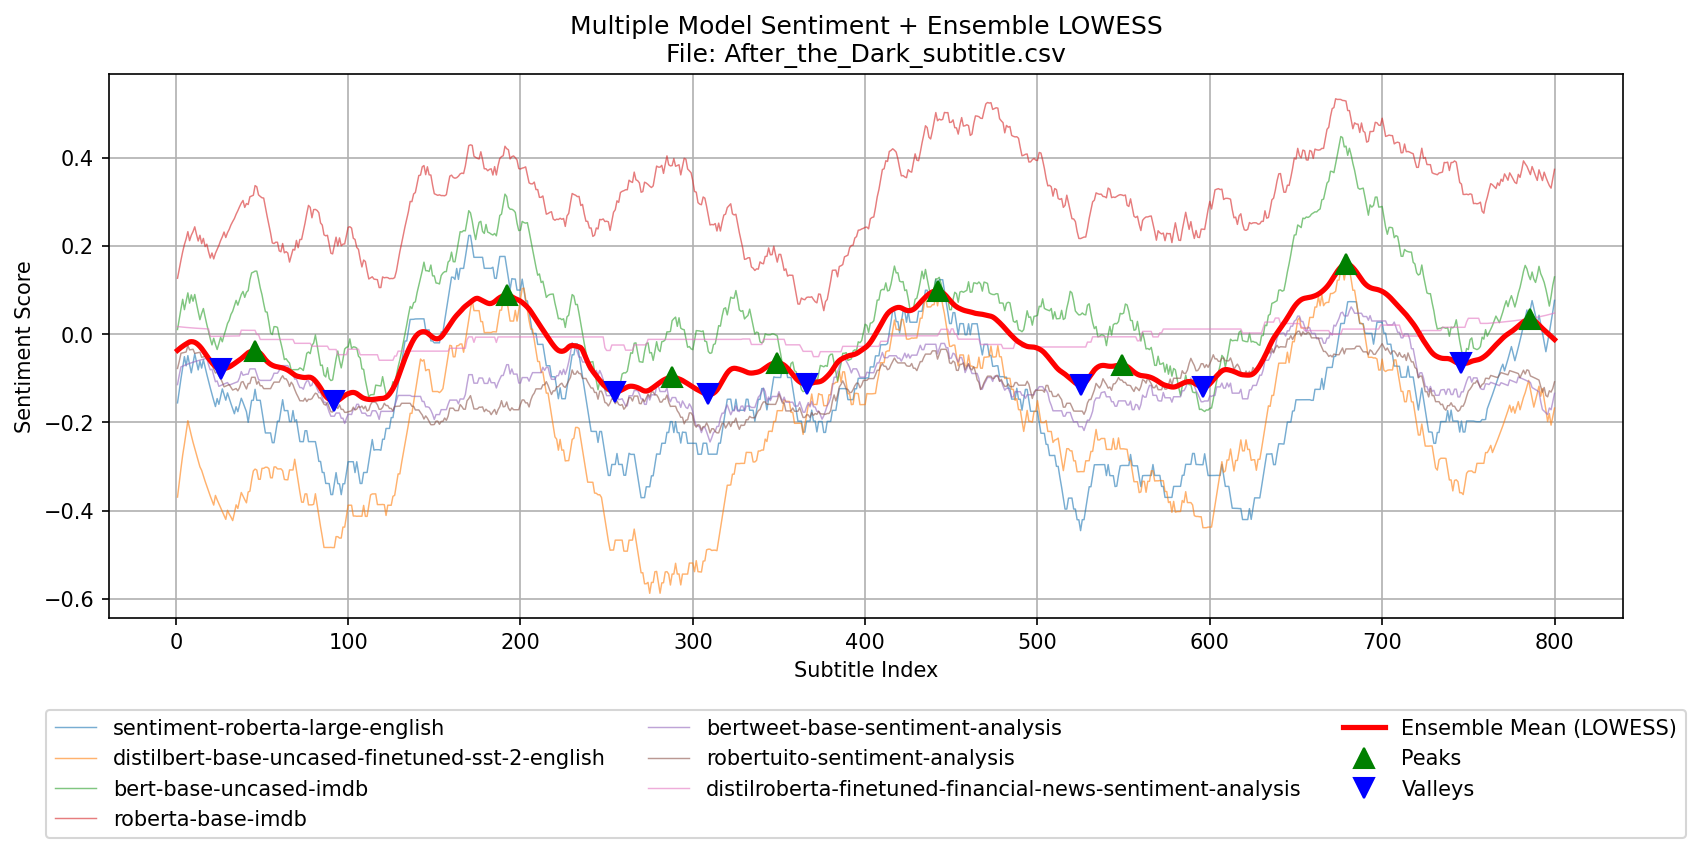 Multiple Model Sentiment + Ensemble LOWESS
File: After_the_Dark_subtitle.csv
Sentiment Score
0.4
0.2
0.0
−0.2
−0.4
−0.6
0 100 200 300 400 500 600 700 800
Subtitle Index
sentiment-roberta-large-english
distilbert-base-uncased-finetuned-sst-2-english
bert-base-uncased-imdb
roberta-base-imdb
bertweet-base-sentiment-analysis
robertuito-sentiment-analysis
distilroberta-finetuned-financial-news-sentiment-analysis
Ensemble Mean (LOWESS)
Peaks
Valleys